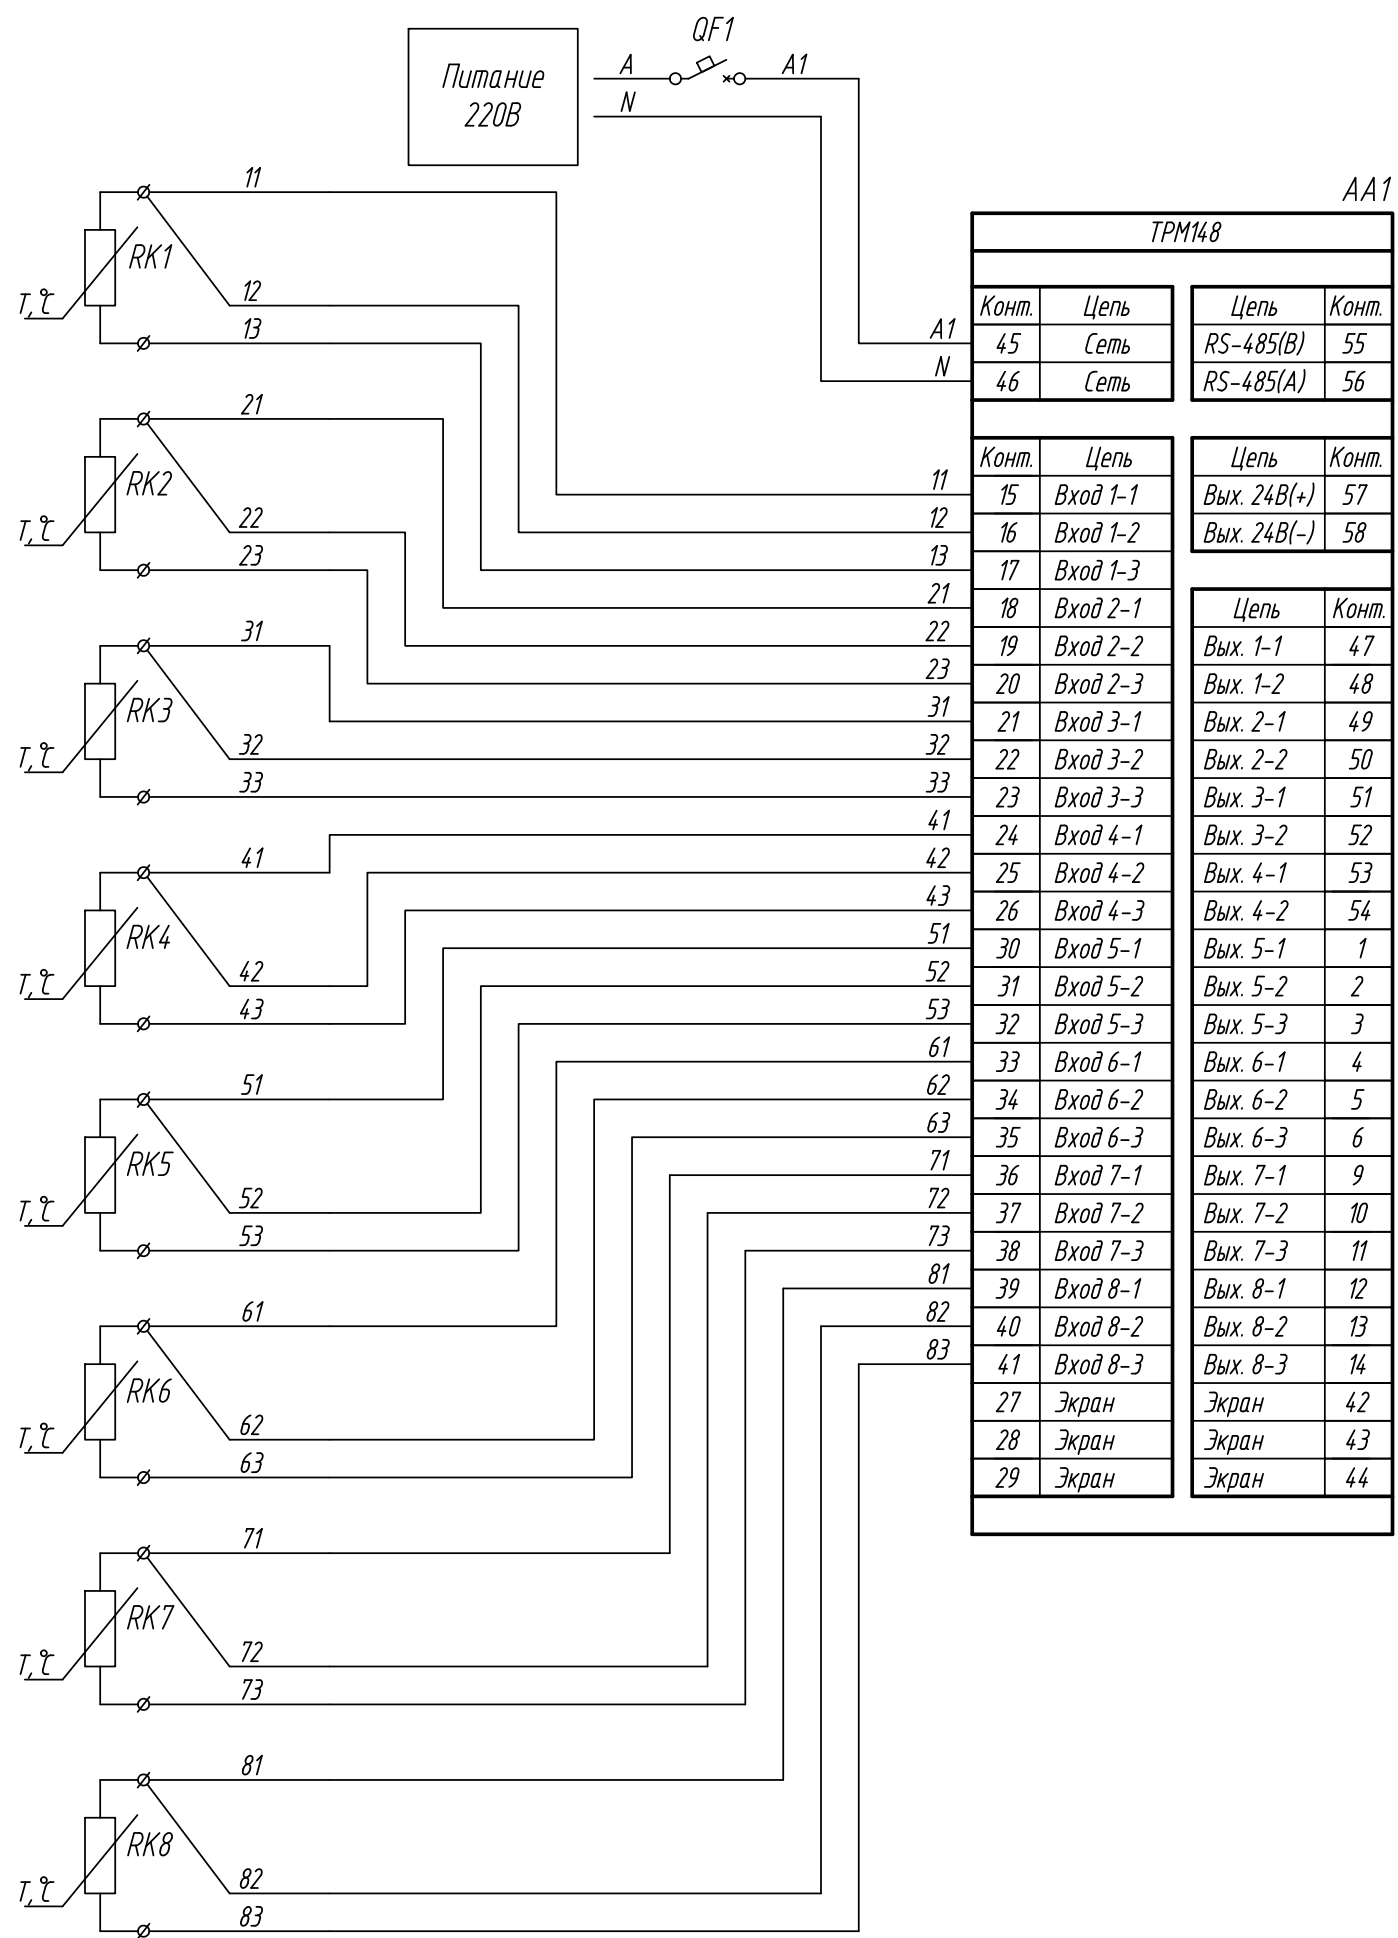 QF1
Питание
220В
A
A1
N
AA1
ТРМ148
Конт. Цепь Цепь Конт.
A1 45 Сеть RS-485(B) 55
N 46 Сеть RS-485(A) 56
Конт. Цепь Цепь Конт.
11 15 Вход 1-1 Вых. 24В(+) 57
12 16 Вход 1-2 Вых. 24В(-) 58
13 17 Вход 1-3
21 18 Вход 2-1 Цепь Конт.
22 19 Вход 2-2 Вых. 1-1 47
23 20 Вход 2-3 Вых. 1-2 48
31 21 Вход 3-1 Вых. 2-1 49
32 22 Вход 3-2 Вых. 2-2 50
33 23 Вход 3-3 Вых. 3-1 51
41 24 Вход 4-1 Вых. 3-2 52
42 25 Вход 4-2 Вых. 4-1 53
43 26 Вход 4-3 Вых. 4-2 54
51 30 Вход 5-1 Вых. 5-1 1
52 31 Вход 5-2 Вых. 5-2 2
53 32 Вход 5-3 Вых. 5-3 3
61 33 Вход 6-1 Вых. 6-1 4
62 34 Вход 6-2 Вых. 6-2 5
63 35 Вход 6-3 Вых. 6-3 6
71 36 Вход 7-1 Вых. 7-1 9
72 37 Вход 7-2 Вых. 7-2 10
73 38 Вход 7-3 Вых. 7-3 11
81 39 Вход 8-1 Вых. 8-1 12
82 40 Вход 8-2 Вых. 8-2 13
83 41 Вход 8-3 Вых. 8-3 14
27 Экран Экран 42
28 Экран Экран 43
29 Экран Экран 44
11
RK1
12
T,°C
13
21
RK2
22
T,°C
23
31
RK3
32
T,°C
33
41
RK4
42
T,°C
43
51
RK5
52
T,°C
53
61
RK6
62
T,°C
63
71
RK7
72
T,°C
73
81
RK8
82
T,°C
83